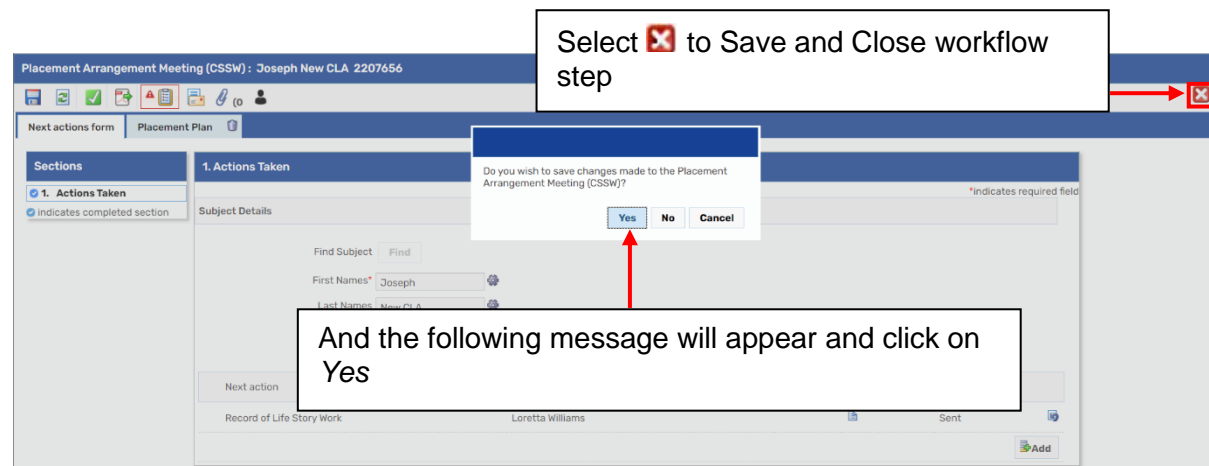 Select to Save and Close workflow
step
Placement Arrangement Meeting (CSSW) : Joseph New CLA 2207656
(0
Next actions form Placement Plan
Sections
1. Actions Taken
Do you wish to save changes made to the Placement
Arrangement Meeting (CSSW)?
1. Actions Taken
*indicates required field
indicates completed section
Subject Details
Yes No Cancel
Find Subject Find
First Names* Joseph
Last Names New CLA
And the following message will appear and click on
Yes
Next action
Record of Life Story Work Loretta Williams Sent
Add